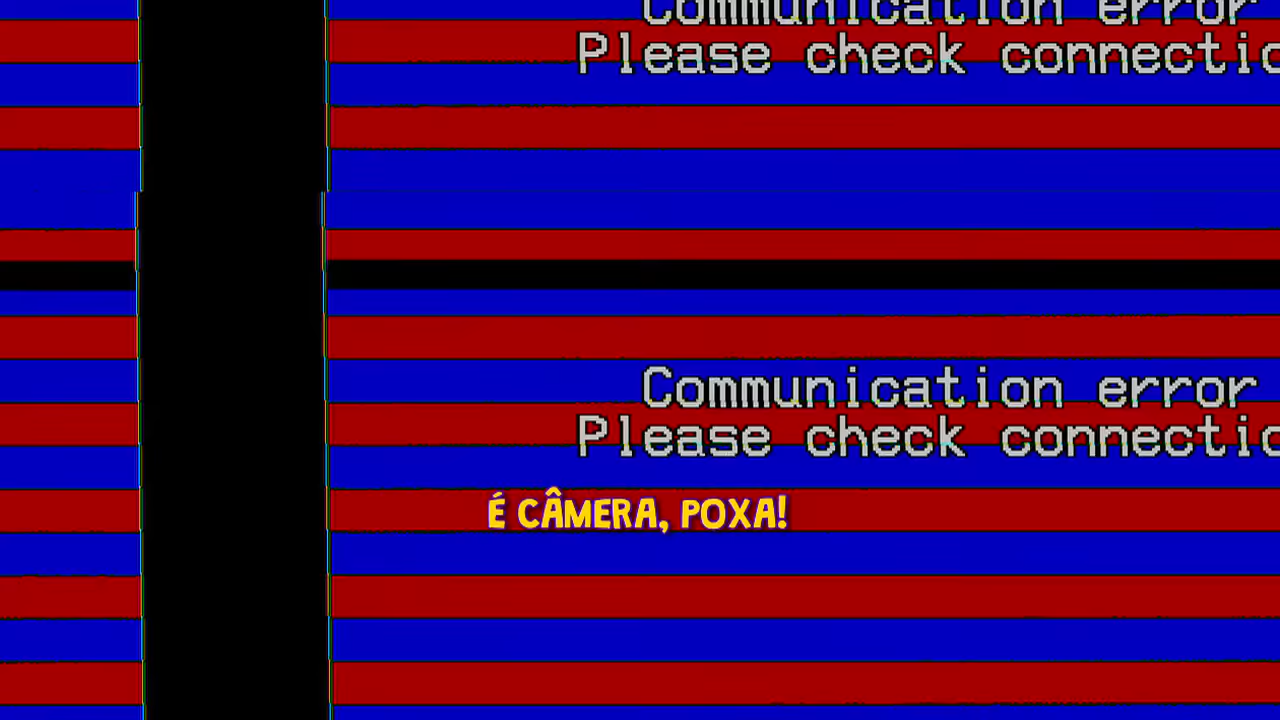 Communication error
Please check connectio
Communication error
Please check connectio
É CÂMERA, POXA!